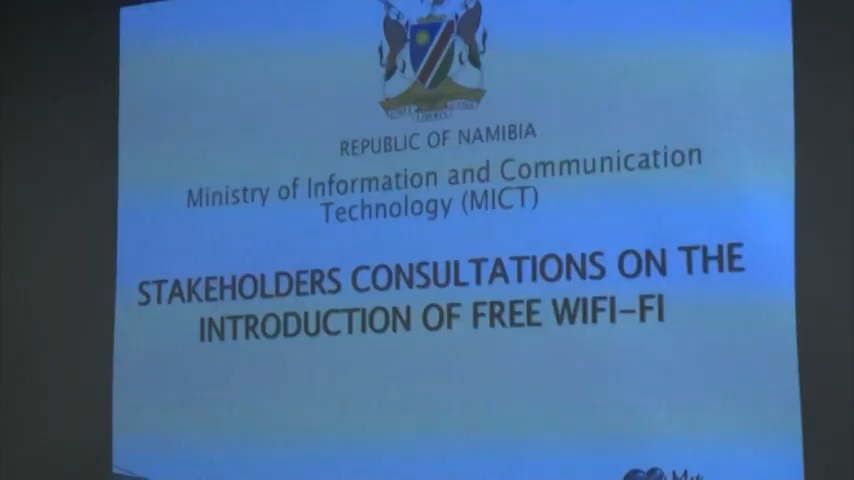 REPUBLIC OF NAMIBIA
Ministry of Information and Communication
Technology (MICT)
STAKEHOLDERS CONSULTATIONS ON THE
INTRODUCTION OF FREE WIFI-FI